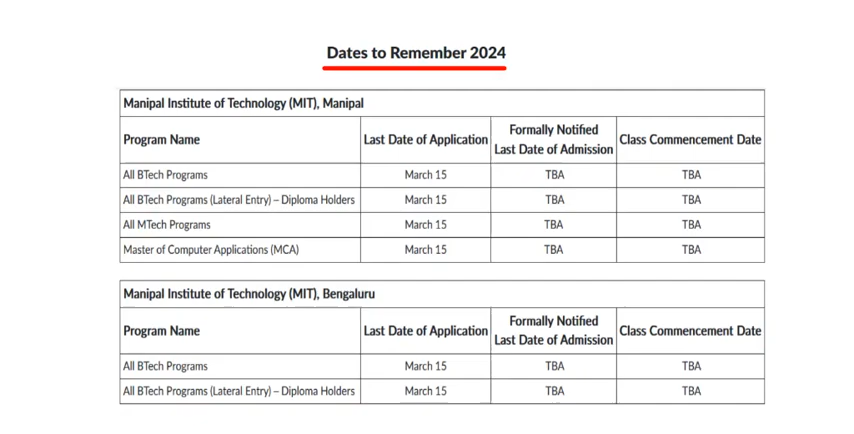 Dates to Remember 2024
Manipal Institute of Technology (MIT), Manipal
Program Name Last Date of Application Formally Notified Last Date of Admission Class Commencement Date
All BTech Programs March 15 TBA TBA
All BTech Programs (Lateral Entry) – Diploma Holders March 15 TBA TBA
All MTech Programs March 15 TBA TBA
Master of Computer Applications (MCA) March 15 TBA TBA
Manipal Institute of Technology (MIT), Bengaluru
Program Name Last Date of Application Formally Notified Last Date of Admission Class Commencement Date
All BTech Programs March 15 TBA TBA
All BTech Programs (Lateral Entry) – Diploma Holders March 15 TBA TBA